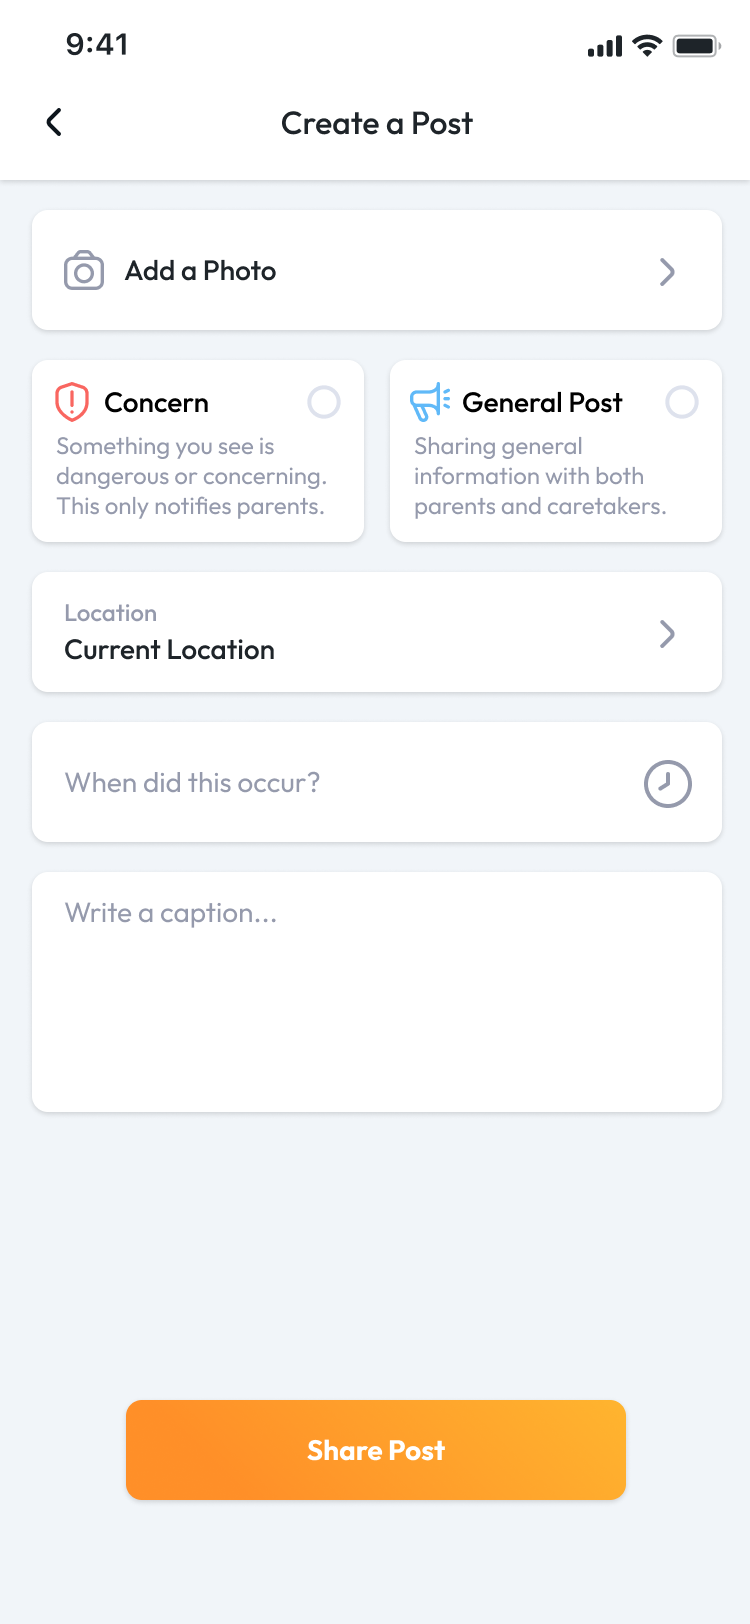 9:41
Create a Post
Add a Photo
Concern
Something you see is
dangerous or concerning.
This only notifies parents.
General Post
Sharing general
information with both
parents and caretakers.
Location
Current Location
When did this occur?
Write a caption...
Share Post